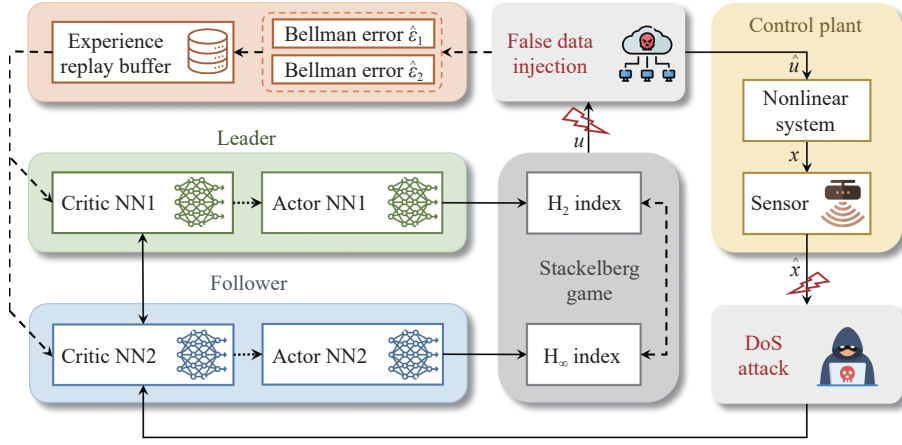 Experience
replay buffer
Bellman error ε̂₁
Bellman error ε̂₂
False data
injection
Control plant
û
Nonlinear
system
x
Sensor
x̂
DoS
attack
Leader
Critic NN1
Actor NN1
Follower
Critic NN2
Actor NN2
u
H₂ index
Stackelberg
game
H∞ index